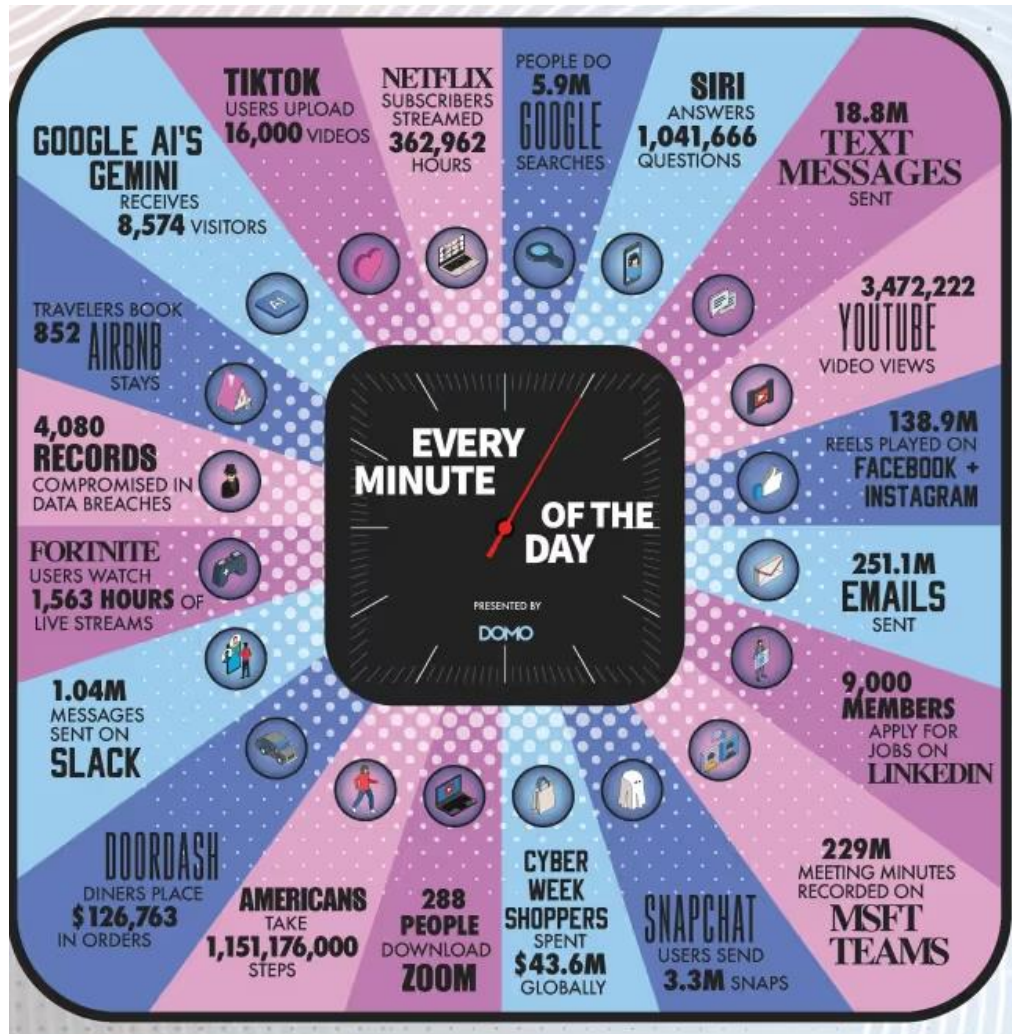 TIKTOK
USERS UPLOAD
16,000 VIDEOS
NETFLIX
SUBSCRIBERS
STREAMED
362,962
HOURS
PEOPLE DO
5.9M
GOOGLE
SEARCHES
SIRI
ANSWERS
1,041,666
QUESTIONS
18.8M
TEXT
MESSAGES
SENT
3,472,222
YOUTUBE
VIDEO VIEWS
138.9M
REELS PLAYED ON
FACEBOOK +
INSTAGRAM
251.1M
EMAILS
SENT
9,000
MEMBERS
APPLY FOR
JOBS ON
LINKEDIN
229M
MEETING MINUTES
RECORDED ON
MSFT
TEAMS
SNAPCHAT
USERS SEND
3.3M SNAPS
CYBER
WEEK
SHOPPERS
SPENT
$43.6M
GLOBALLY
288
PEOPLE
DOWNLOAD
ZOOM
AMERICANS
TAKE
1,151,176,000
STEPS
DOORDASH
DINERS PLACE
$126,763
IN ORDERS
1.04M
MESSAGES
SENT ON
SLACK
FORTNITE
USERS WATCH
1,563 HOURS OF
LIVE STREAMS
4,080
RECORDS
COMPROMISED IN
DATA BREACHES
TRAVELERS BOOK
852 AIRBNB
STAYS
GOOGLE AI'S
GEMINI
RECEIVES
8,574 VISITORS
AI
EVERY
MINUTE
OF THE
DAY
PRESENTED BY
DOMO